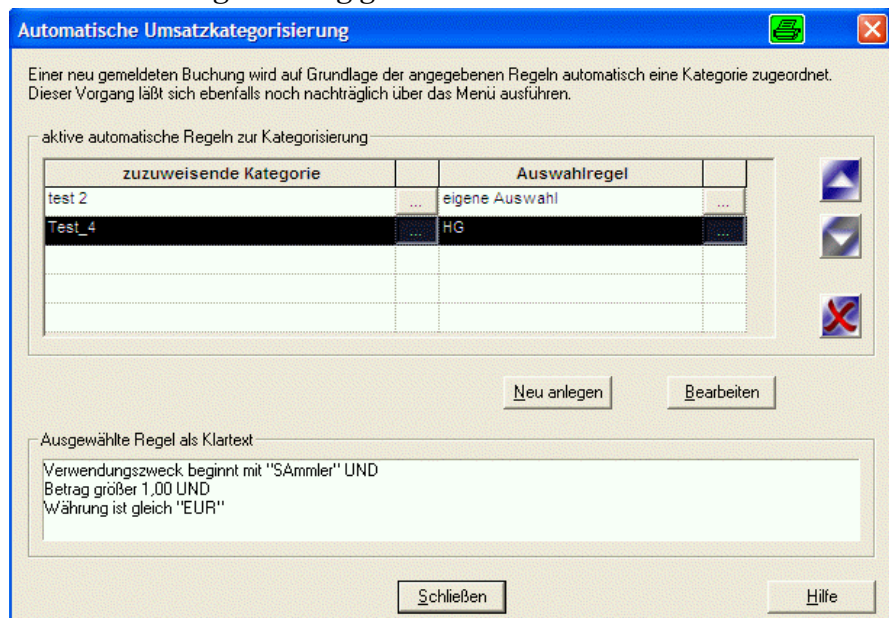 Automatische Umsatzkategorisierung
Einer neu gemeldeten Buchung wird auf Grundlage der angegebenen Regeln automatisch eine Kategorie zugeordnet.
Dieser Vorgang läßt sich ebenfalls noch nachträglich über das Menü ausführen.
aktive automatische Regeln zur Kategorisierung
zuzuweisende Kategorie Auswahlregel
test 2 ... eigene Auswahl ...
Test_4 ... HG ...
Neu anlegen Bearbeiten
Ausgewählte Regel als Klartext
Verwendungszweck beginnt mit "SAmmler" UND
Betrag größer 1,00 UND
Währung ist gleich "EUR"
Schließen Hilfe